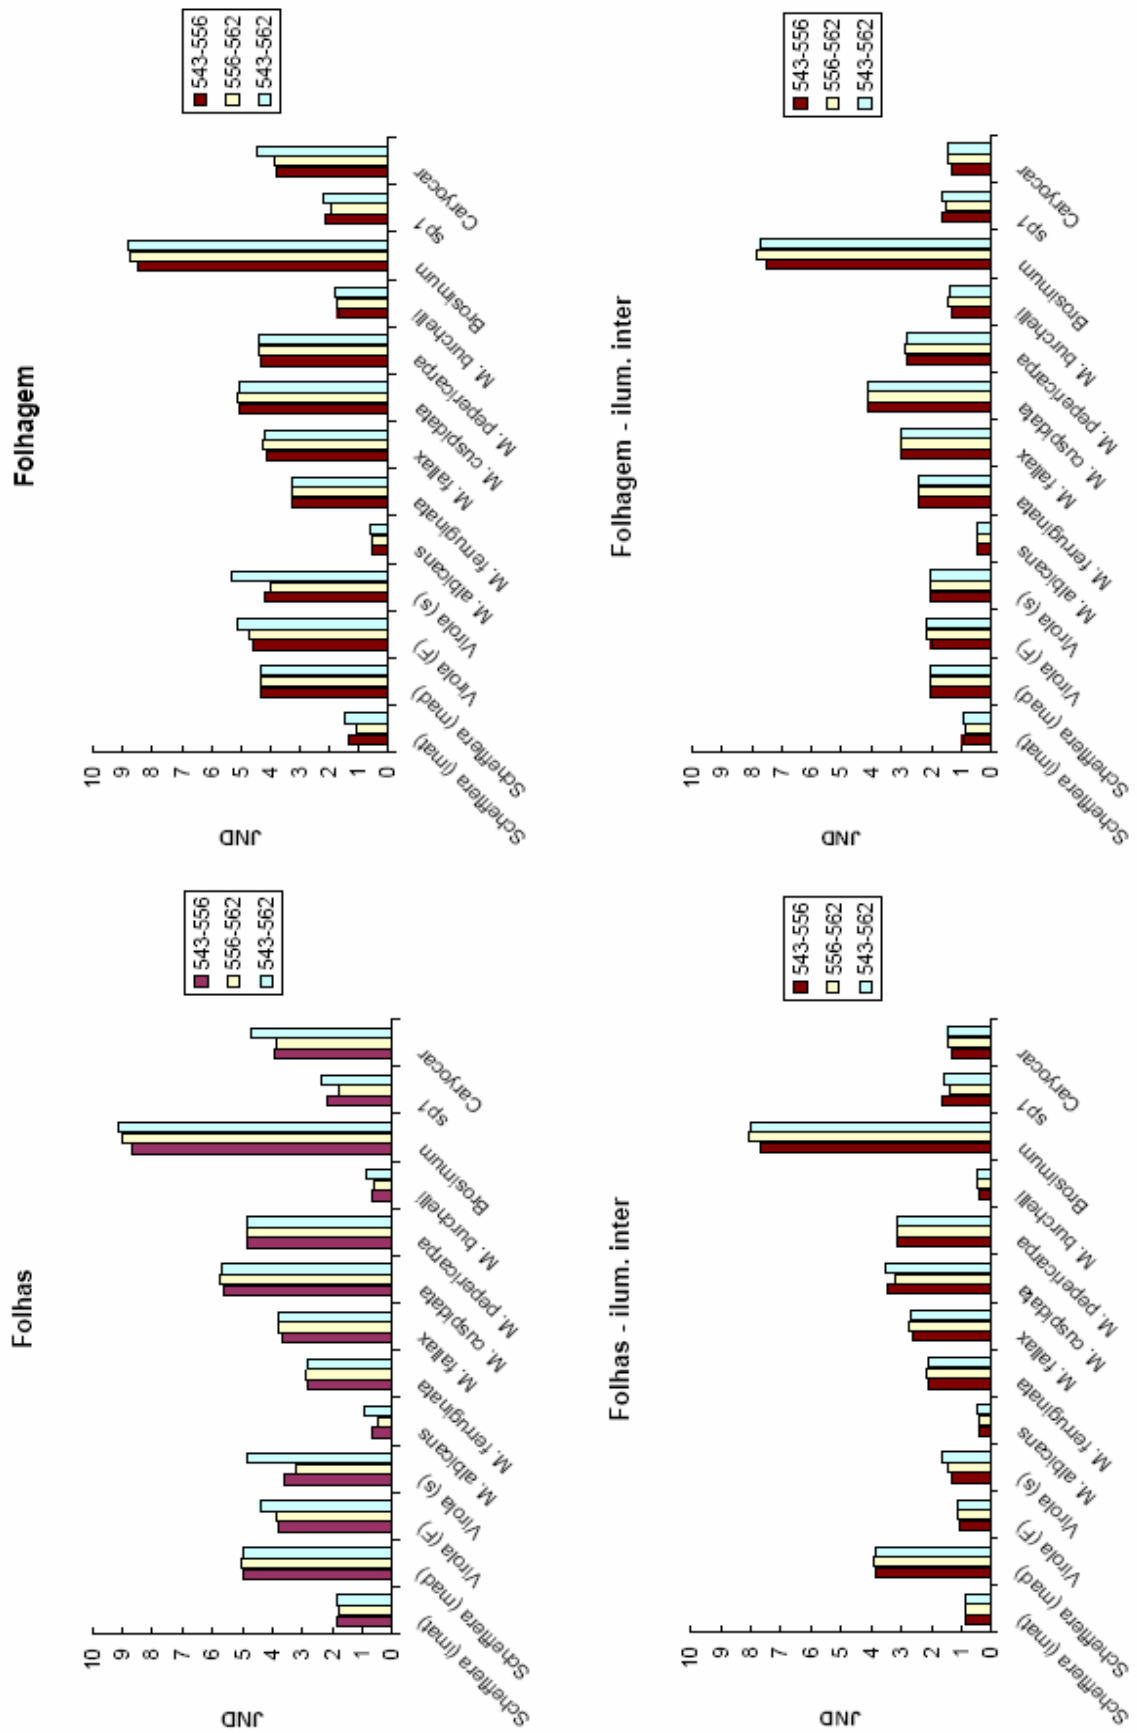 Folhas
543-556
556-562
543-562
JND
10
9
8
7
6
5
4
3
2
1
0
Schefflera (imat)
Schefflera (mad)
Virola (F)
Virola (s)
M. albicans
M. ferruginata
M. fallax
M. cuspidata
M. pepericarpa
M. burchelli
Brosimum
sp1
Caryocar
Folhagem
543-556
556-562
543-562
JND
10
9
8
7
6
5
4
3
2
1
0
Schefflera (imat)
Schefflera (mad)
Virola (F)
Virola (s)
M. albicans
M. ferruginata
M. fallax
M. cuspidata
M. pepericarpa
M. burchelli
Brosimum
sp1
Caryocar
Folhas - ilum. inter
543-556
556-562
543-562
JND
10
9
8
7
6
5
4
3
2
1
0
Schefflera (imat)
Schefflera (mad)
Virola (F)
Virola (s)
M. albicans
M. ferruginata
M. fallax
M. cuspidata
M. pepericarpa
M. burchelli
Brosimum
sp1
Caryocar
Folhagem - ilum. inter
543-556
556-562
543-562
JND
10
9
8
7
6
5
4
3
2
1
0
Schefflera (imat)
Schefflera (mad)
Virola (F)
Virola (s)
M. albicans
M. ferruginata
M. fallax
M. cuspidata
M. pepericarpa
M. burchelli
Brosimum
sp1
Caryocar